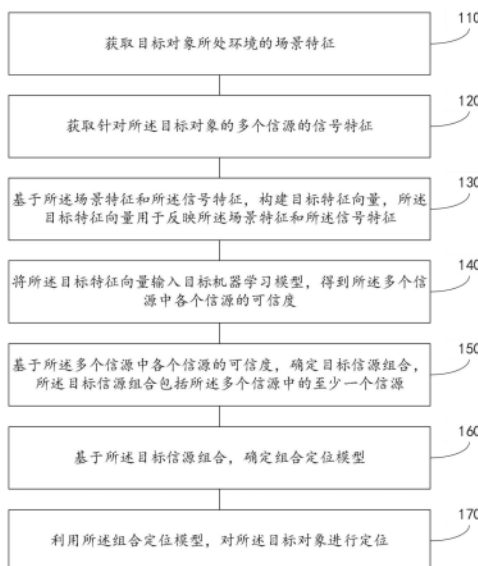 110
获取目标对象所处环境的场景特征
120
获取针对所述目标对象的多个信源的信号特征
130
基于所述场景特征和所述信号特征，构建目标特征向量，所述
目标特征向量用于反映所述场景特征和所述信号特征
140
将所述目标特征向量输入目标机器学习模型，得到所述多个信
源中各个信源的可信度
150
基于所述多个信源中各个信源的可信度，确定目标信源组合，
所述目标信源组合包括所述多个信源中的至少一个信源
160
基于所述目标信源组合，确定组合定位模型
170
利用所述组合定位模型，对所述目标对象进行定位